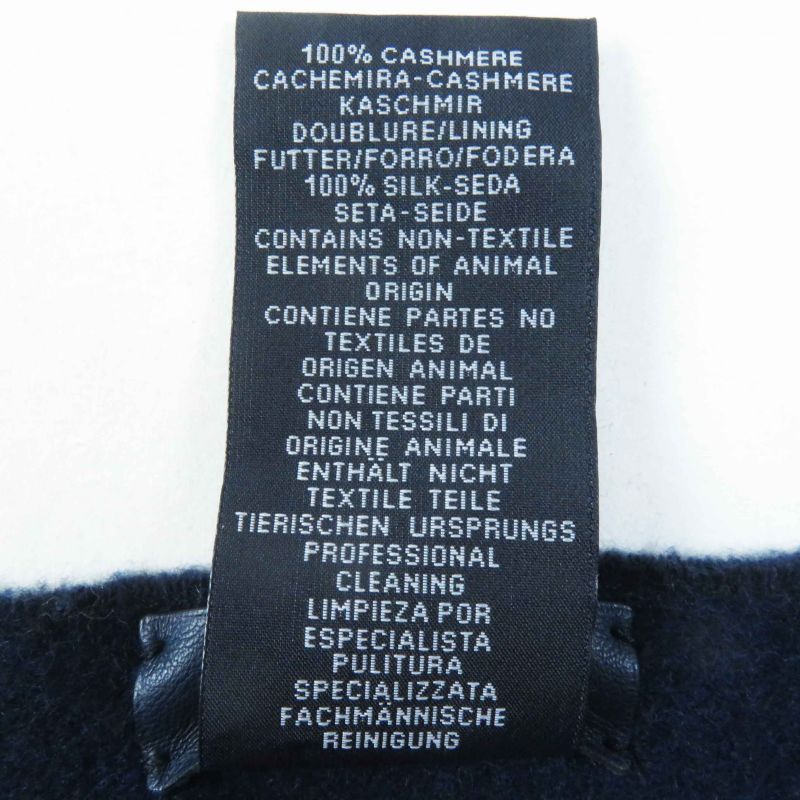 100% CASHMERE
CACHEMIRA-CASHMERE
KASCHMIR
DOUBLURE/LINING
FUTTER/FORRO/FODERA
100% SILK-SEDA
SETA-SEIDE
CONTAINS NON-TEXTILE
ELEMENTS OF ANIMAL
ORIGIN
CONTIENE PARTES NO
TEXTILES DE
ORIGEN ANIMAL
CONTIENE PARTI
NON TESSILI DI
ORIGINE ANIMALE
ENTHÄLT NICHT
TEXTILE TEILE
TIERISCHEN URSPRUNGS
PROFESSIONAL
CLEANING
LIMPIEZA POR
ESPECIALISTA
PULITURA
SPECIALIZZATA
FACHMÄNNISCHE
REINIGUNG